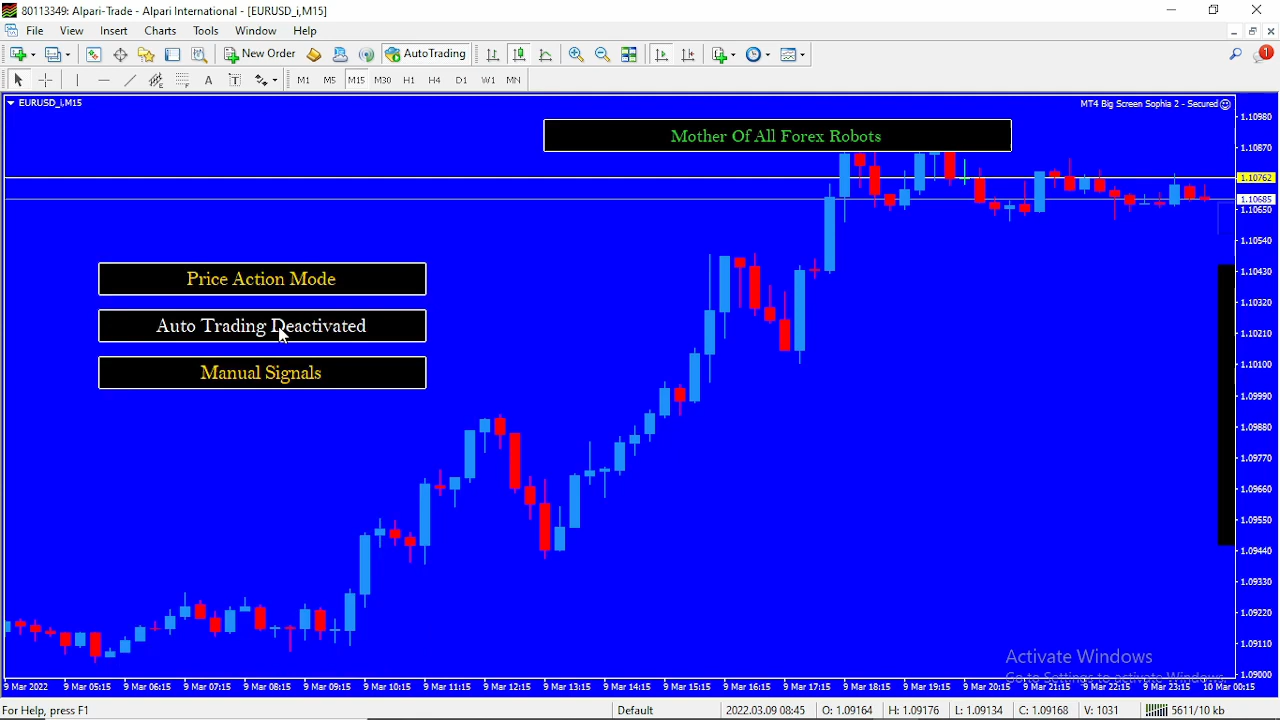 80113349: Alpari-Trade - Alpari International - [EURUSD_i,M15]
File View Insert Charts Tools Window Help
New Order AutoTrading 1
A T M1 M5 M15 M30 H1 H4 D1 W1 MN
EURUSD_i,M15
MT4 Big Screen Sophia 2 - Secured
Mother Of All Forex Robots
Price Action Mode
Auto Trading Deactivated
Manual Signals
1.10980
1.10870
1.10762
1.10685
1.10650
1.10540
1.10430
1.10320
1.10210
1.10100
1.09990
1.09880
1.09770
1.09660
1.09550
1.09440
1.09330
1.09220
1.09110
1.09000
Activate Windows
Go to Settings to activate Windows.
9 Mar 2022 9 Mar 05:15 9 Mar 06:15 9 Mar 07:15 9 Mar 08:15 9 Mar 09:15 9 Mar 10:15 9 Mar 11:15 9 Mar 12:15 9 Mar 13:15 9 Mar 14:15 9 Mar 15:15 9 Mar 16:15 9 Mar 17:15 9 Mar 18:15 9 Mar 19:15 9 Mar 20:15 9 Mar 21:15 9 Mar 22:15 9 Mar 23:15 10 Mar 00:15
For Help, press F1 Default 2022.03.09 08:45 O: 1.09164 H: 1.09176 L: 1.09134 C: 1.09168 V: 1031 5611/10 kb